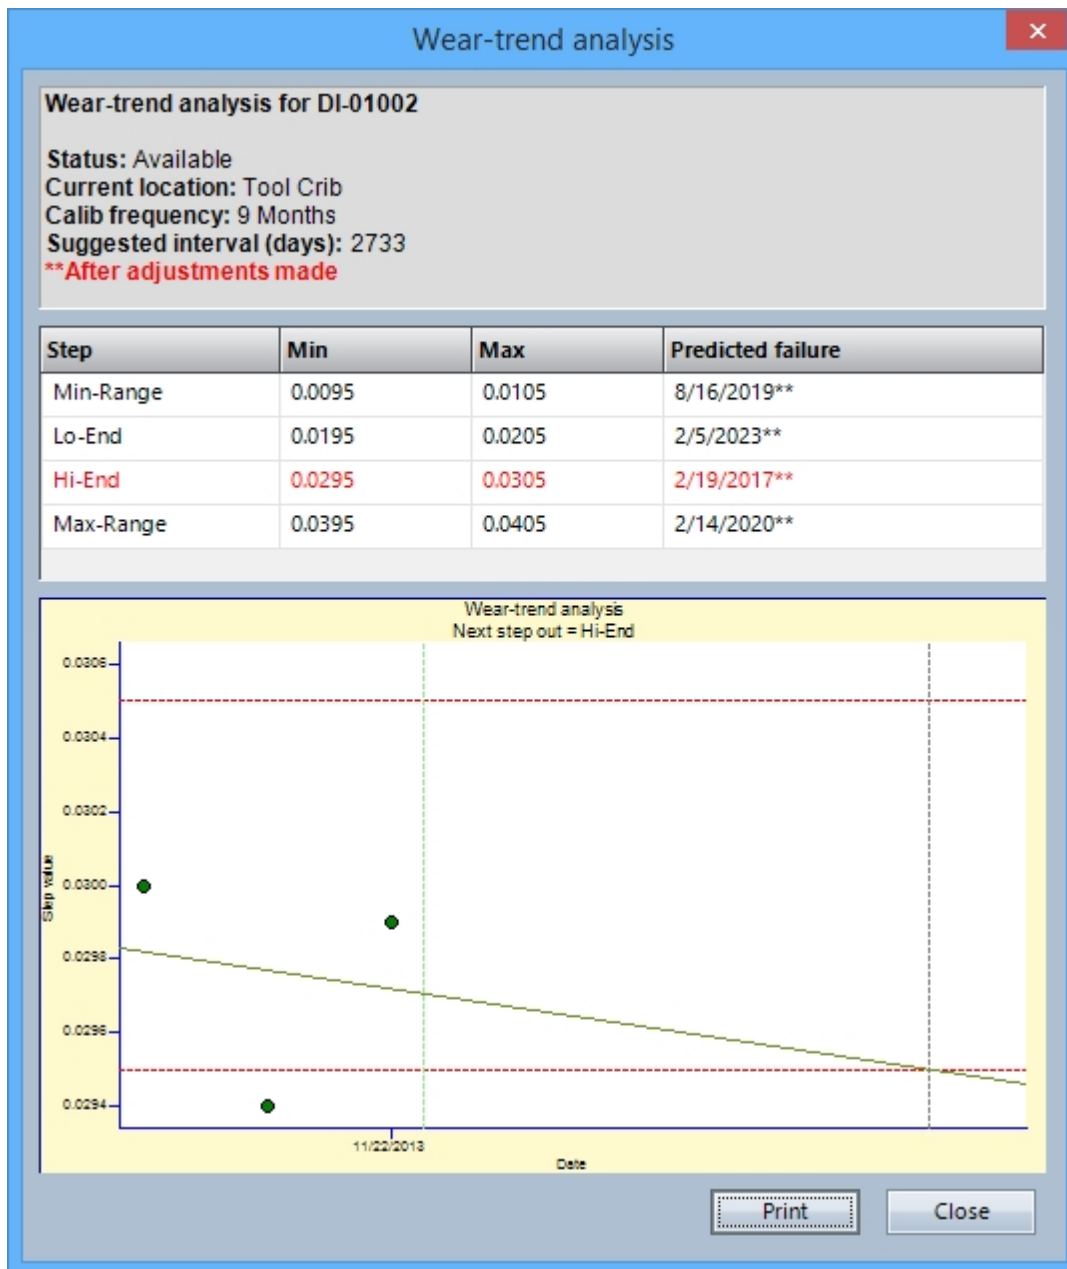 Wear-trend analysis
Wear-trend analysis for DI-01002
Status: Available
Current location: Tool Crib
Calib frequency: 9 Months
Suggested interval (days): 2733
**After adjustments made
Step Min Max Predicted failure
Min-Range 0.0095 0.0105 8/16/2019**
Lo-End 0.0195 0.0205 2/5/2023**
Hi-End 0.0295 0.0305 2/19/2017**
Max-Range 0.0395 0.0405 2/14/2020**
Wear-trend analysis
Next step out = Hi-End
0.0306
0.0304
0.0302
0.0300
0.0298
0.0296
0.0294
Step value
11/22/2013
Date
Print Close